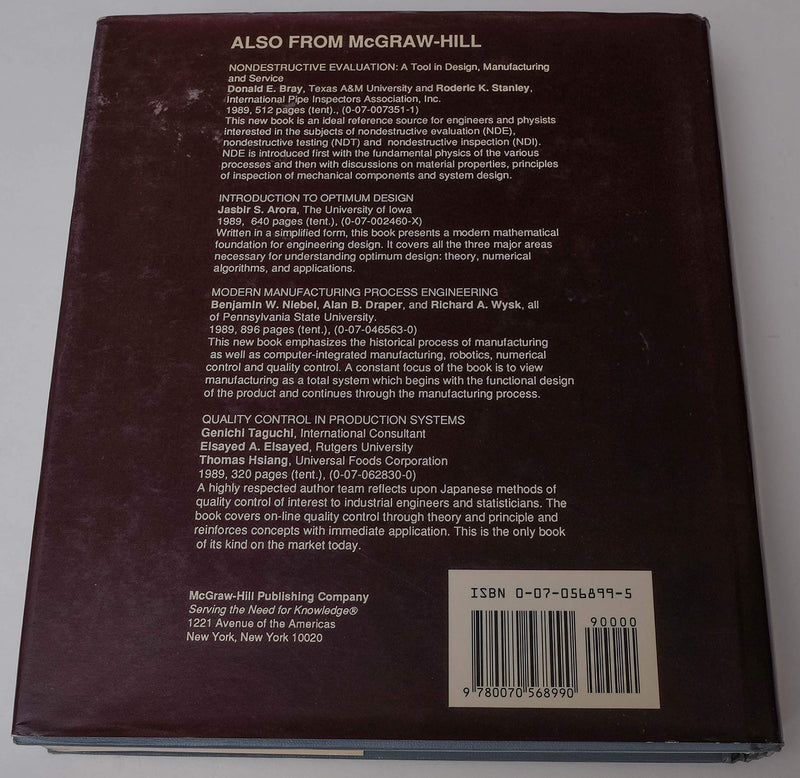 ALSO FROM McGRAW-HILL
NONDESTRUCTIVE EVALUATION: A Tool in Design, Manufacturing
and Service
Donald E. Bray, Texas A&M University and Roderic K. Stanley,
International Pipe Inspectors Association, Inc.
1989, 512 pages (tent)., (0-07-007351-1)
This new book is an ideal reference source for engineers and physists
interested in the subjects of nondestructive evaluation (NDE),
nondestructive testing (NDT) and nondestructive inspection (NDI).
NDE is introduced first with the fundamental physics of the various
processes and then with discussions on material properties, principles
of inspection of mechanical components and system design.
INTRODUCTION TO OPTIMUM DESIGN
Jasbir S. Arora, The University of Iowa
1989, 640 pages (tent.), (0-07-002460-X)
Written in a simplified form, this book presents a modern mathematical
foundation for engineering design. It covers all the three major areas
necessary for understanding optimum design: theory, numerical
algorithms, and applications.
MODERN MANUFACTURING PROCESS ENGINEERING
Benjamin W. Niebel, Alan B. Draper, and Richard A. Wysk, all
of Pennsylvania State University.
1989, 896 pages (tent.), (0-07-046563-0)
This new book emphasizes the historical process of manufacturing
as well as computer-integrated manufacturing, robotics, numerical
control and quality control. A constant focus of the book is to view
manufacturing as a total system which begins with the functional design
of the product and continues through the manufacturing process.
QUALITY CONTROL IN PRODUCTION SYSTEMS
Genichi Taguchi, International Consultant
Elsayed A. Elsayed, Rutgers University
Thomas Hsiang, Universal Foods Corporation
1989, 320 pages (tent.), (0-07-062830-0)
A highly respected author team reflects upon Japanese methods of
quality control of interest to industrial engineers and statisticians. The
book covers on-line quality control through theory and principle and
reinforces concepts with immediate application. This is the only book
of its kind on the market today.
McGraw-Hill Publishing Company
Serving the Need for Knowledge®
1221 Avenue of the Americas
New York, New York 10020
ISBN 0-07-056899-5
90000
9 780070 568990